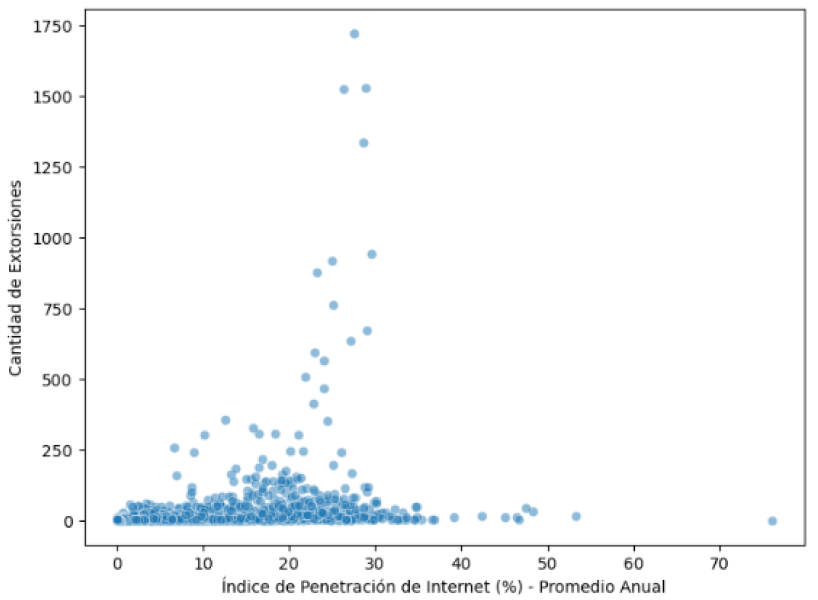 1750
1500
1250
1000
750
500
250
0
Cantidad de Extorsiones
0 10 20 30 40 50 60 70
Índice de Penetración de Internet (%) - Promedio Anual